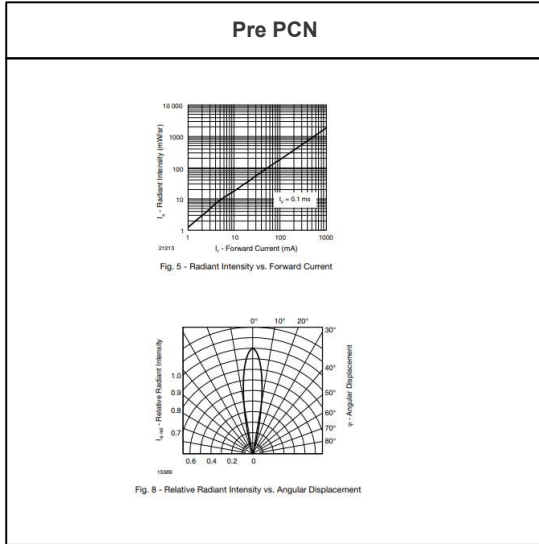 Pre PCN
10 000
1000
100
10
1
Ie - Radiant Intensity (mW/sr)
tp = 0.1 ms
1 10 100 1000
21213
IF - Forward Current (mA)
Fig. 5 - Radiant Intensity vs. Forward Current
0° 10° 20°
30°
40°
50°
60°
70°
80°
1.0
0.9
0.8
0.7
Ie rel - Relative Radiant Intensity
φ - Angular Displacement
0.6 0.4 0.2 0
15989
Fig. 8 - Relative Radiant Intensity vs. Angular Displacement